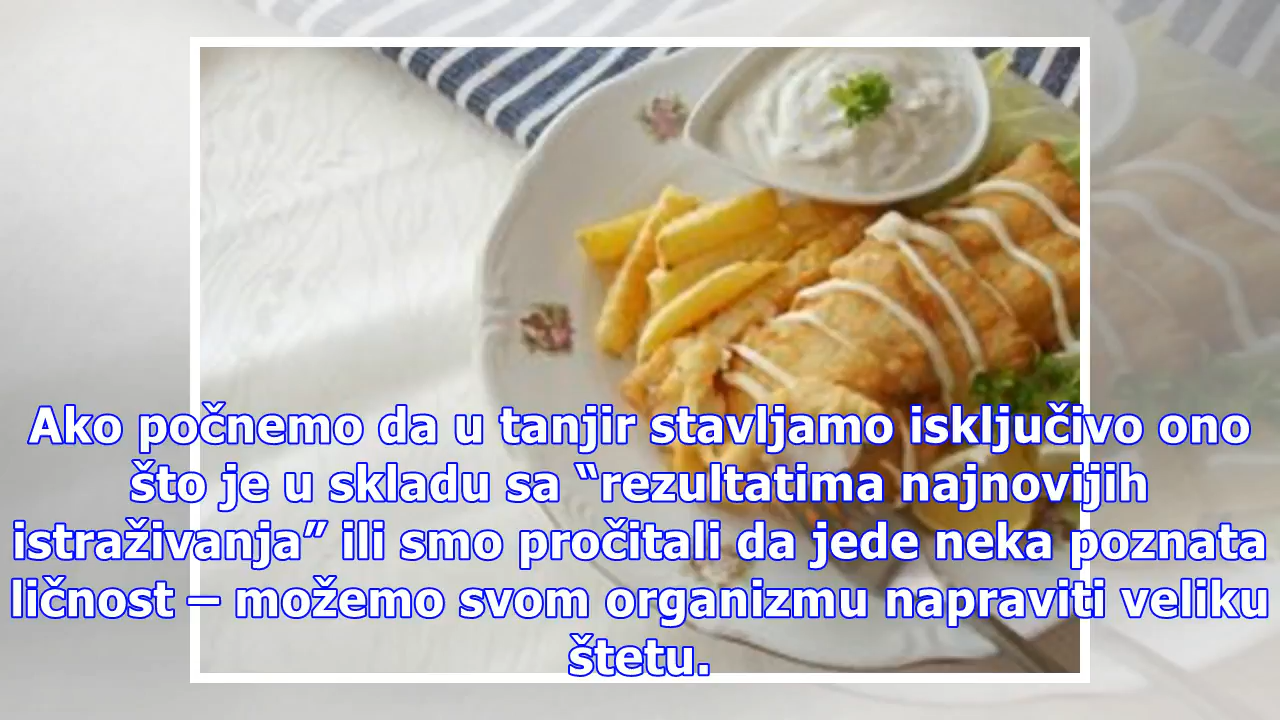 Ako počnemo da u tanjir stavljamo isključivo ono
što je u skladu sa “rezultatima najnovijih
istraživanja” ili smo pročitali da jede neka poznata
ličnost – možemo svom organizmu napraviti veliku
štetu.